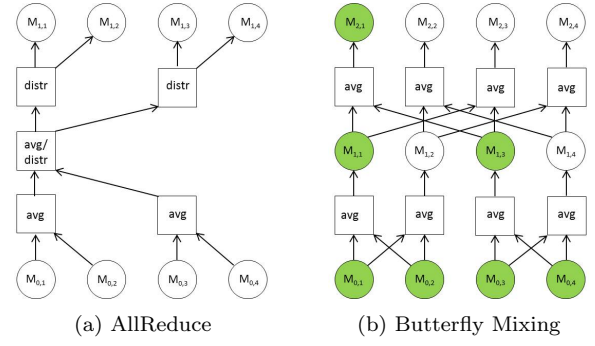 M1,1 M1,2 M1,3 M1,4
distr distr
avg/
distr
avg avg
M0,1 M0,2 M0,3 M0,4
(a) AllReduce
M2,1 M2,2 M2,3 M2,4
avg avg avg avg
M1,1 M1,2 M1,3 M1,4
avg avg avg avg
M0,1 M0,2 M0,3 M0,4
(b) Butterfly Mixing